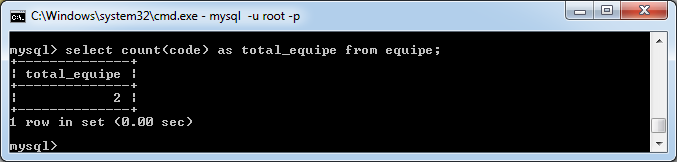 C:\Windows\system32\cmd.exe - mysql  -u root -p
mysql> select count(code) as total_equipe from equipe;
+--------------+
| total_equipe |
+--------------+
|            2 |
+--------------+
1 row in set (0.00 sec)
mysql>